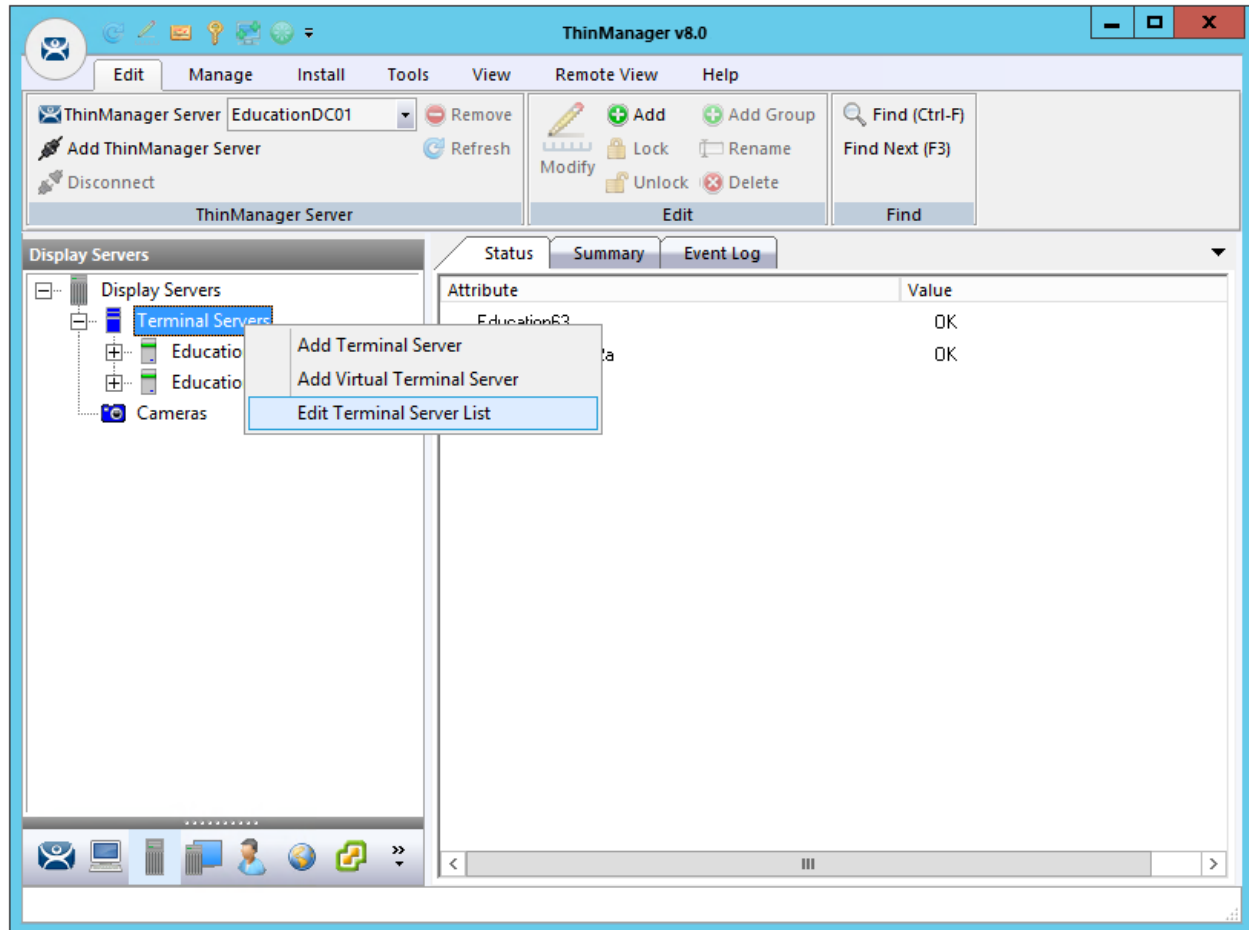 ThinManager v8.0
Edit Manage Install Tools View Remote View Help
ThinManager Server EducationDC01 Remove Add Add Group Find (Ctrl-F)
Add ThinManager Server Refresh Modify Lock Rename Find Next (F3)
Disconnect Unlock Delete
ThinManager Server Edit Find
Display Servers Status Summary Event Log
Display Servers Attribute Value
Terminal Servers Education63 OK
Educatio Add Terminal Server 2a OK
Educatio Add Virtual Terminal Server
Cameras Edit Terminal Server List